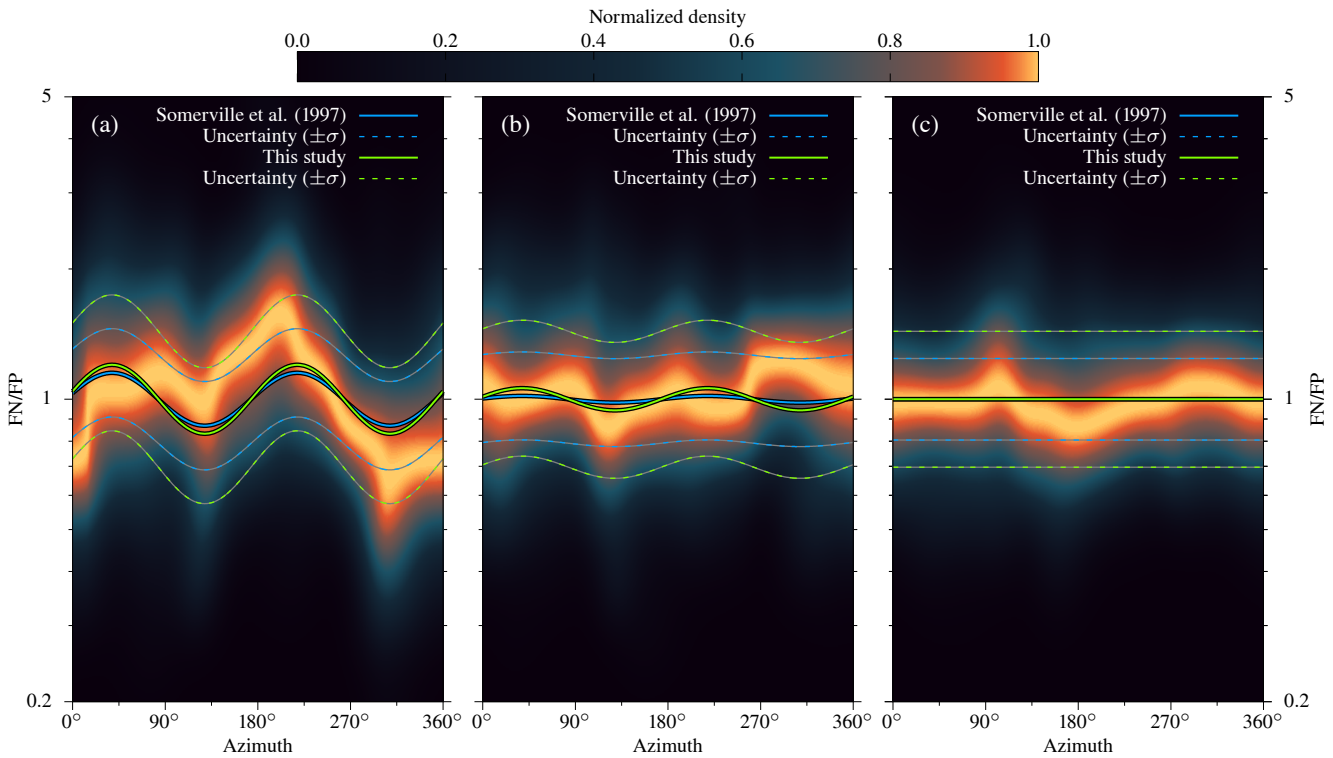 Normalized density
0.0 0.2 0.4 0.6 0.8 1.0
5 5
(a) Somerville et al. (1997)
Uncertainty (±σ)
This study
Uncertainty (±σ)
(b) Somerville et al. (1997)
Uncertainty (±σ)
This study
Uncertainty (±σ)
(c) Somerville et al. (1997)
Uncertainty (±σ)
This study
Uncertainty (±σ)
FN/FP
1 1
FN/FP
0.2 0.2
0° 90° 180° 270° 360° 0° 90° 180° 270° 360° 0° 90° 180° 270° 360°
Azimuth Azimuth Azimuth